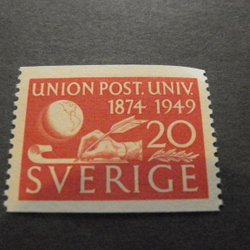 UNION POST. UNIV.
1874 1949
20
SVERIGE